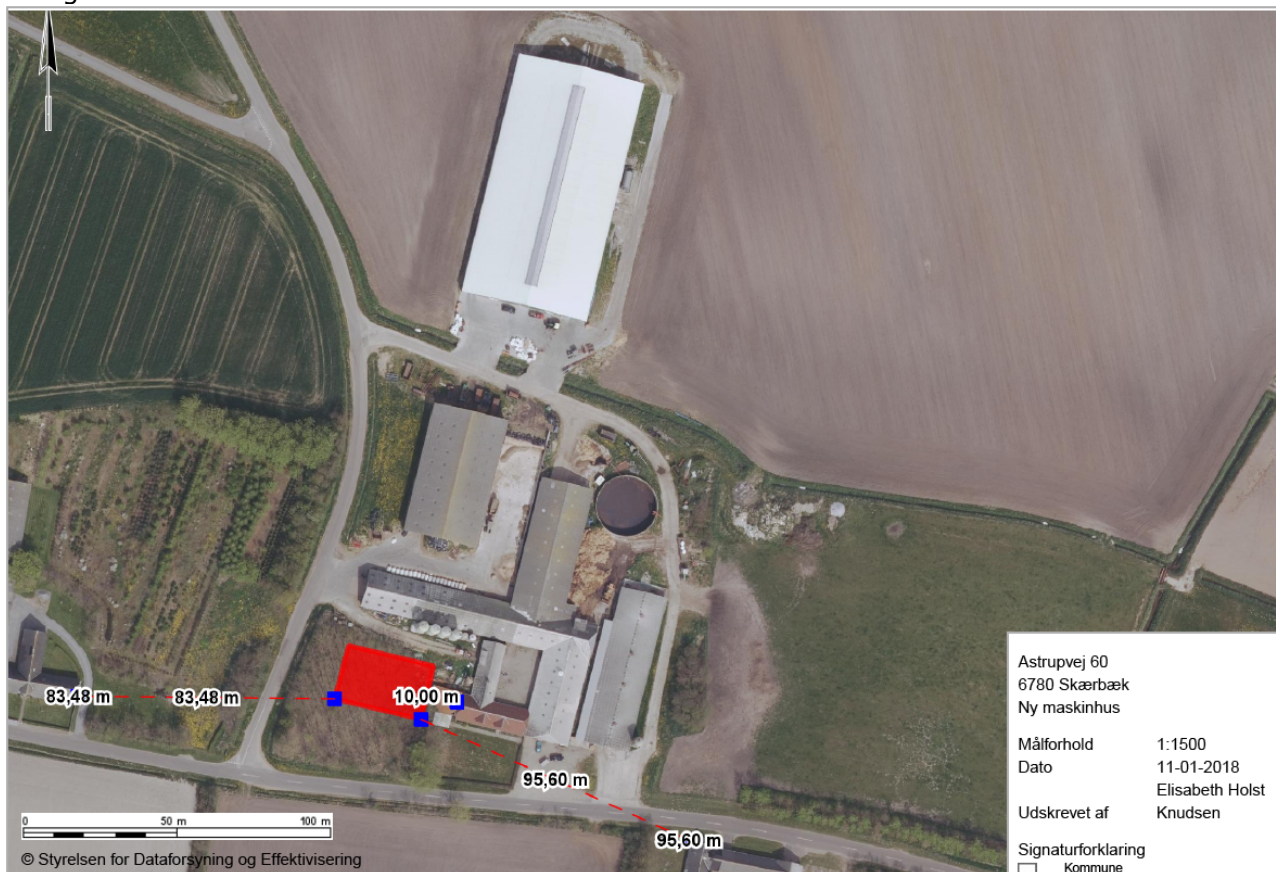 83,48 m
83,48 m
10,00 m
95,60 m
95,60 m
0
50 m
100 m
© Styrelsen for Dataforsyning og Effektivisering
Astrupvej 60
6780 Skærbæk
Ny maskinhus
Målforhold 1:1500
Dato 11-01-2018
Elisabeth Holst
Udskrevet af Knudsen
Signaturforklaring
Kommune